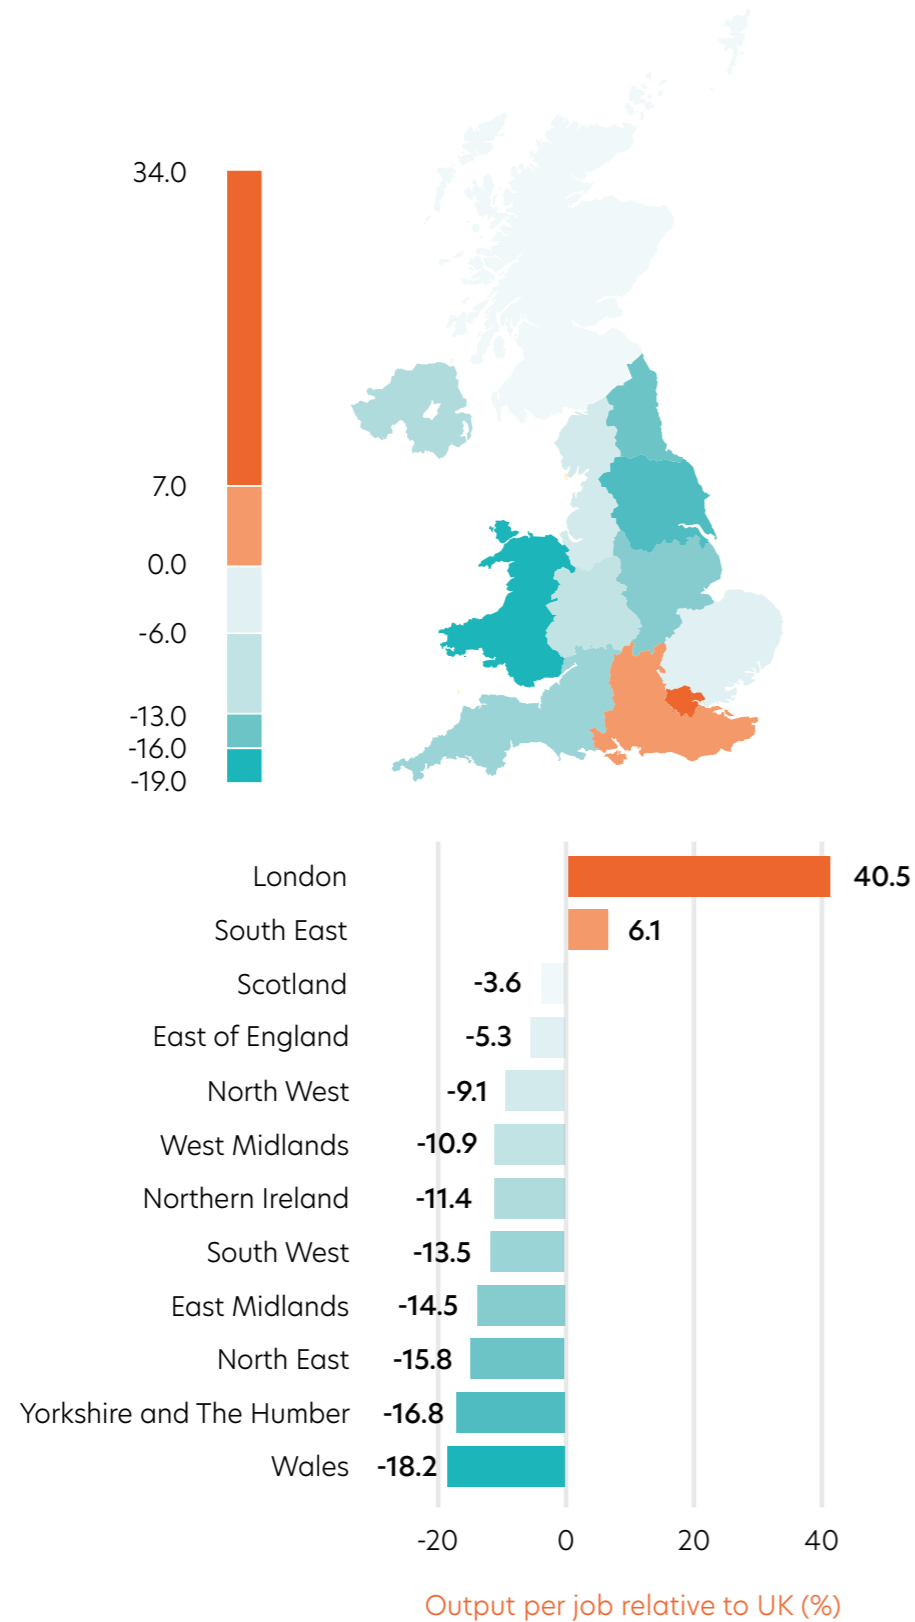 34.0
7.0
0.0
-6.0
-13.0
-16.0
-19.0
London 40.5
South East 6.1
Scotland -3.6
East of England -5.3
North West -9.1
West Midlands -10.9
Northern Ireland -11.4
South West -13.5
East Midlands -14.5
North East -15.8
Yorkshire and The Humber -16.8
Wales -18.2
-20 0 20 40
Output per job relative to UK (%)